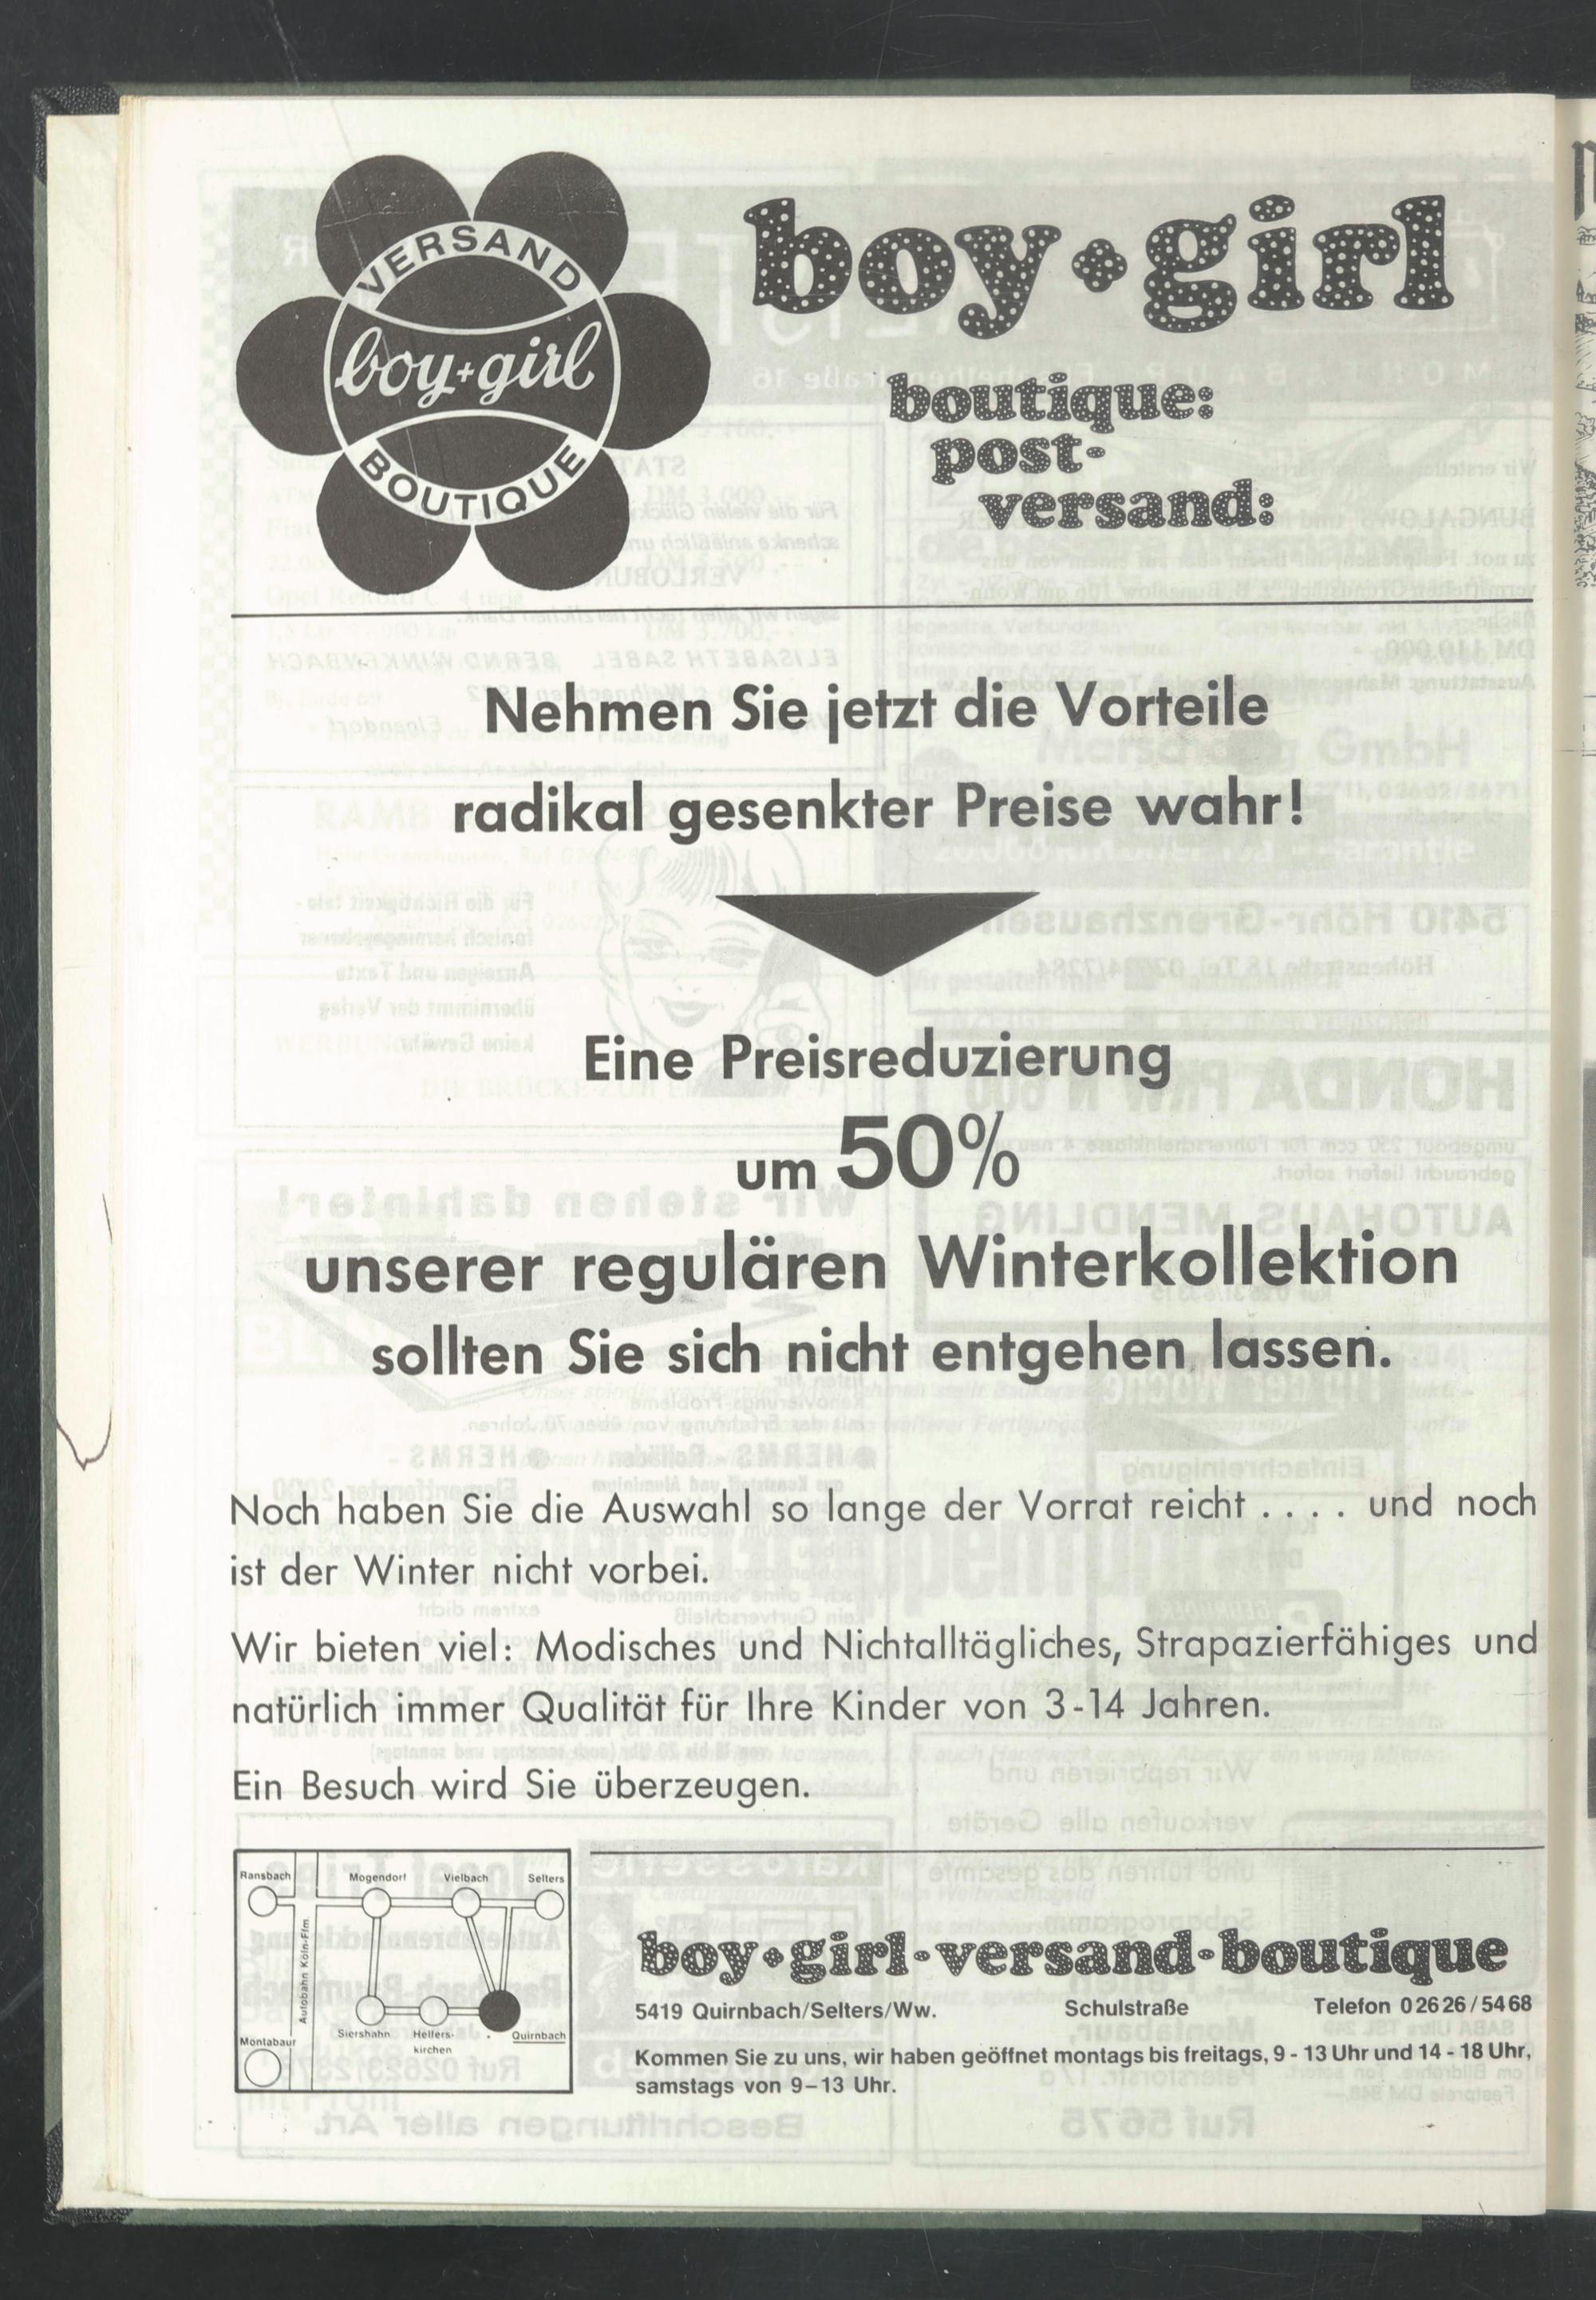 VERSAND
boy+girl
BOUTIQUE
boy+girl
boutique:
post-
versand:
Nehmen Sie jetzt die Vorteile
radikal gesenkter Preise wahr!
Eine Preisreduzierung
um 50%
unserer regulären Winterkollektion
sollten Sie sich nicht entgehen lassen.
Noch haben Sie die Auswahl so lange der Vorrat reicht .... und noch
ist der Winter nicht vorbei.
Wir bieten viel: Modisches und Nichtalltägliches, Strapazierfähiges und
natürlich immer Qualität für Ihre Kinder von 3-14 Jahren.
Ein Besuch wird Sie überzeugen.
Ransbach Mogendorf Vielbach Selters
Autobahn Köln-Ffm.
Montabaur Siershahn Helfers-
kirchen Quirnbach
boy+girl-versand-boutique
5419 Quirnbach/Selters/Ww. Schulstraße Telefon 02626/5468
Kommen Sie zu uns, wir haben geöffnet montags bis freitags, 9 - 13 Uhr und 14 - 18 Uhr,
samstags von 9–13 Uhr.